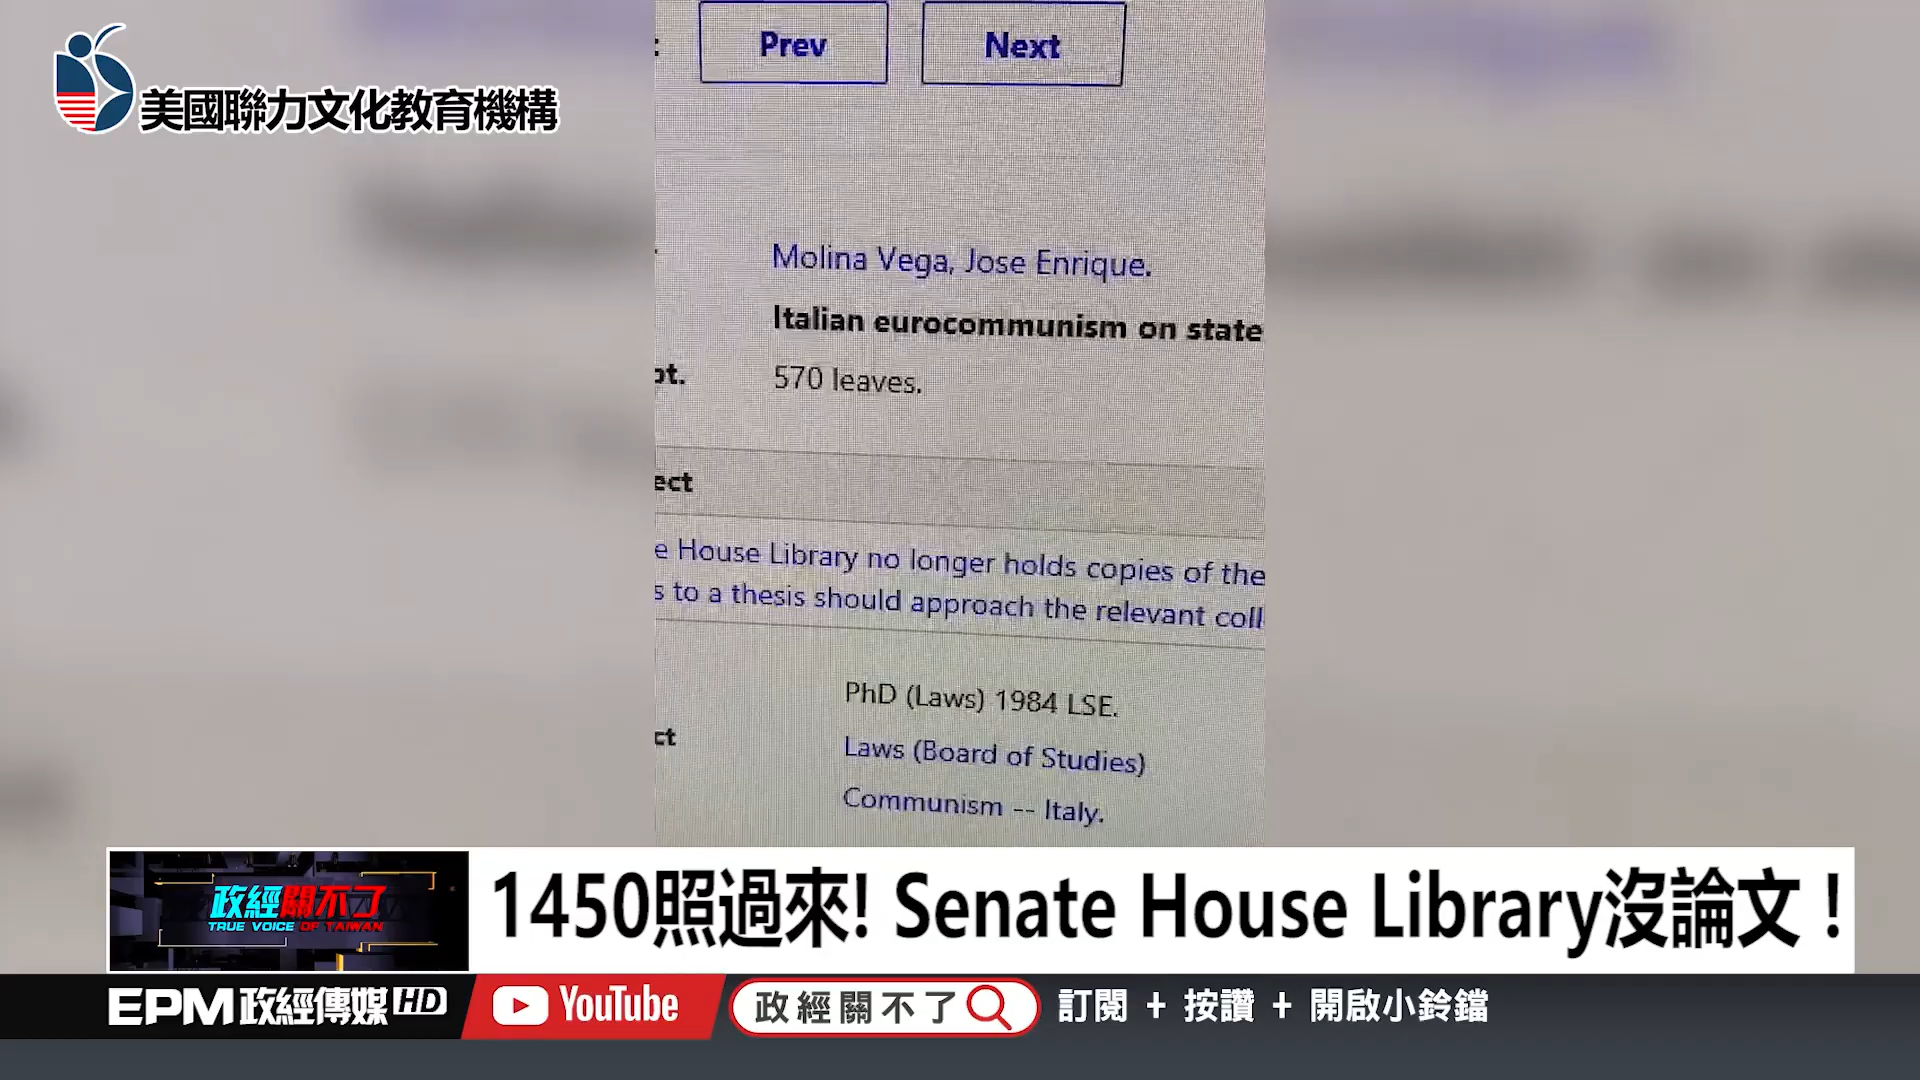 美國聯力文化教育機構
Prev
Next
Molina Vega, Jose Enrique.
Italian eurocommunism on state
pt.
570 leaves.
ect
e House Library no longer holds copies of the
s to a thesis should approach the relevant coll
PhD (Laws) 1984 LSE.
ct
Laws (Board of Studies)
Communism -- Italy.
政經關不了
TRUE VOICE OF TAIWAN
1450照過來! Senate House Library沒論文!
EPM政經傳媒HD
YouTube
政經關不了
訂閱 + 按讚 + 開啟小鈴鐺